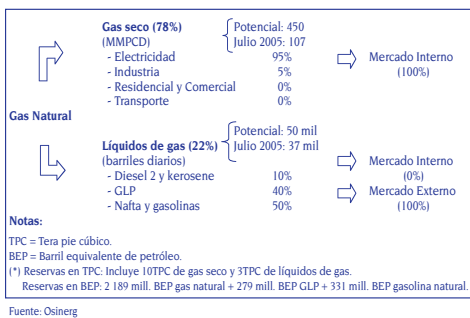 Gas seco (78%) Potencial: 450
(MMPCD) Julio 2005: 107
- Electricidad 95% Mercado Interno
- Industria 5% (100%)
- Residencial y Comercial 0%
- Transporte 0%
Gas Natural
Potencial: 50 mil
Líquidos de gas (22%) Julio 2005: 37 mil
(barriles diarios) Mercado Interno
- Diesel 2 y kerosene 10% (0%)
- GLP 40% Mercado Externo
- Nafta y gasolinas 50% (100%)
Notas:
TPC = Tera pie cúbico.
BEP = Barril equivalente de petróleo.
(*) Reservas en TPC: Incluye 10TPC de gas seco y 3TPC de líquidos de gas.
Reservas en BEP: 2 189 mill. BEP gas natural + 279 mill. BEP GLP + 331 mill. BEP gasolina natural.
Fuente: Osinerg